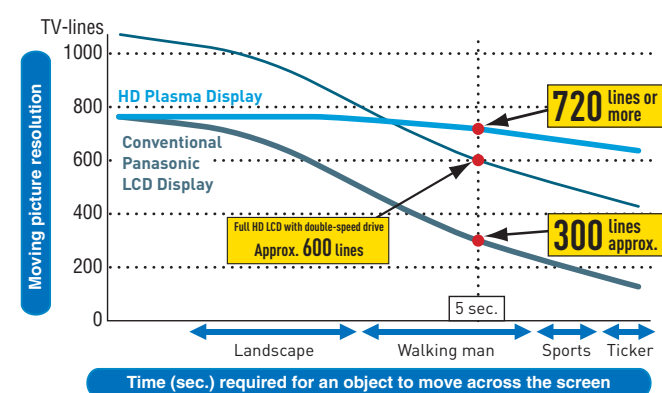 TV-lines
1000
800
600
400
200
0
Moving picture resolution
HD Plasma Display
Conventional
Panasonic
LCD Display
720 lines or
more
Full HD LCD with double-speed drive
Approx. 600 lines
300 lines
approx.
5 sec.
Landscape
Walking man
Sports
Ticker
Time (sec.) required for an object to move across the screen